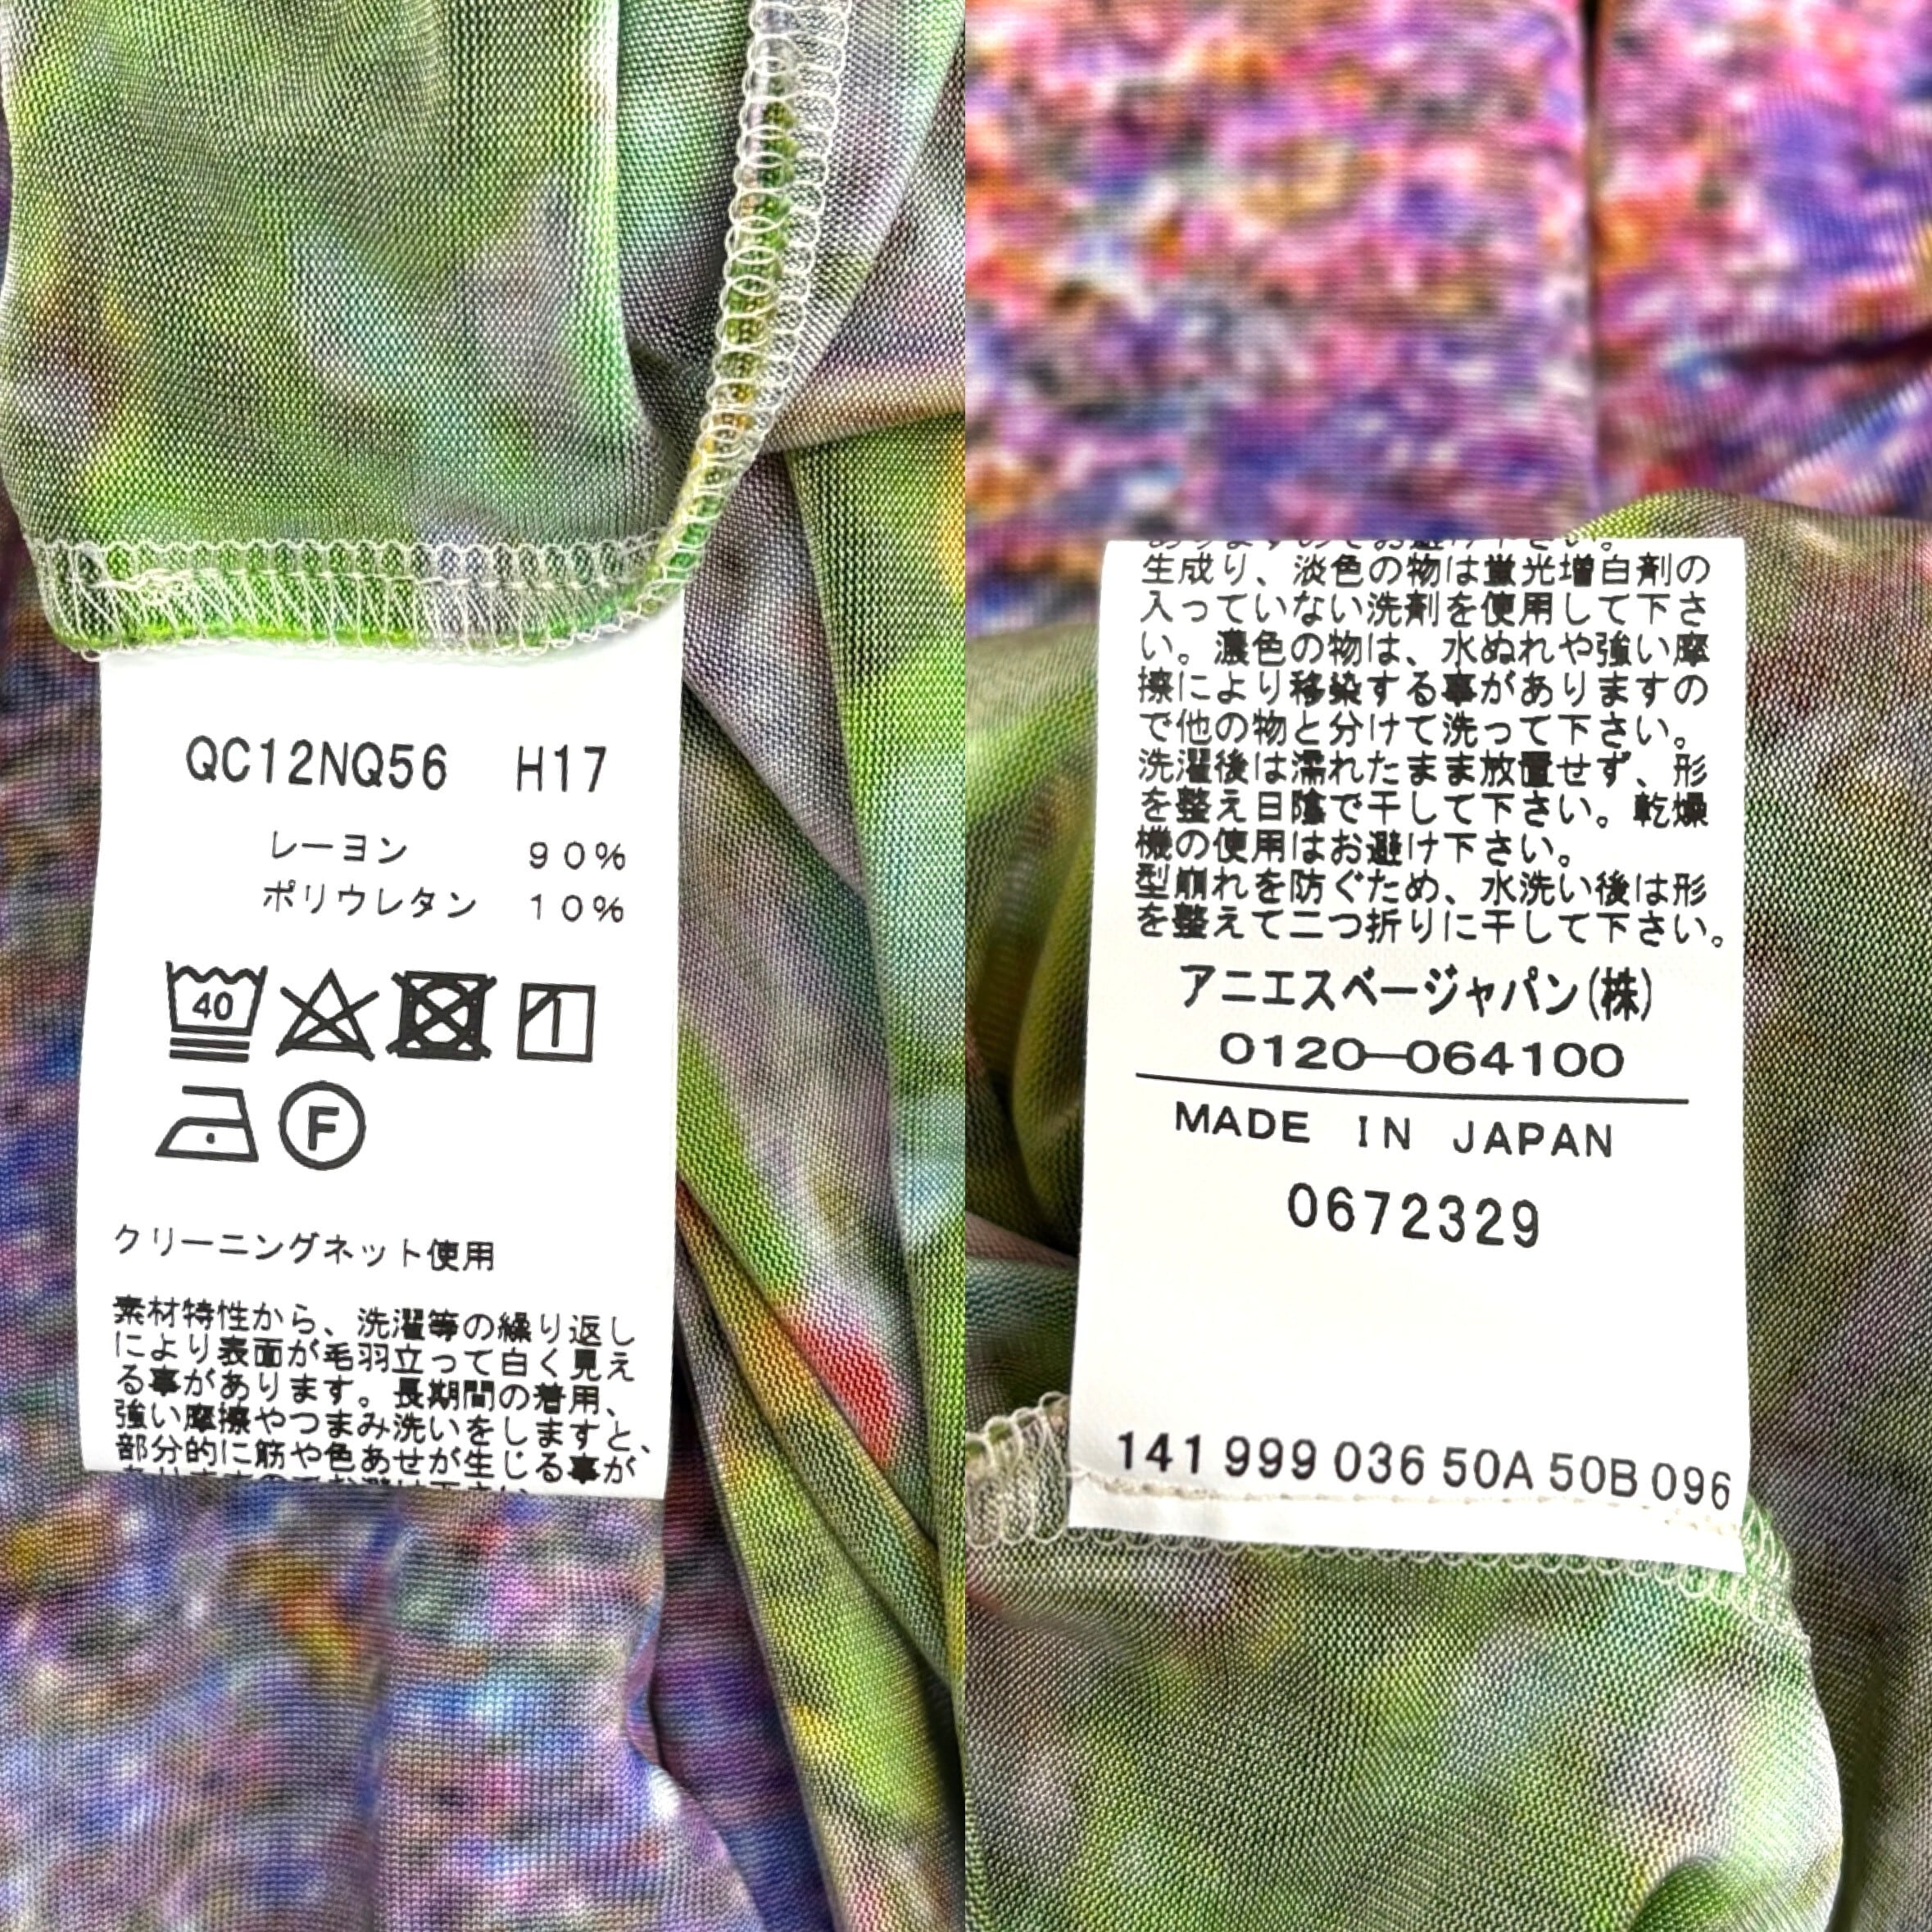 QC12NQ56 H17
レーヨン 90%
ポリウレタン 10%
40
1
F
クリーニングネット使用
素材特性から、洗濯等の繰り返し
により表面が毛羽立って白く見え
る事があります。長期間の着用、
強い摩擦やつまみ洗いをしますと、
部分的に筋や色あせが生じる事が
ありますのでお避け下さい。
生成り、淡色の物は蛍光増白剤の
入っていない洗剤を使用して下さ
い。濃色の物は、水ぬれや強い摩
擦により移染する事がありますの
で他の物と分けて洗って下さい。
洗濯後は濡れたまま放置せず、形
を整え日陰で干して下さい。乾燥
機の使用はお避け下さい。
型崩れを防ぐため、水洗い後は形
を整えて二つ折りに干して下さい。
アニエスベージャパン(株)
0120-064100
MADE IN JAPAN
0672329
141 999 036 50A 50B 096